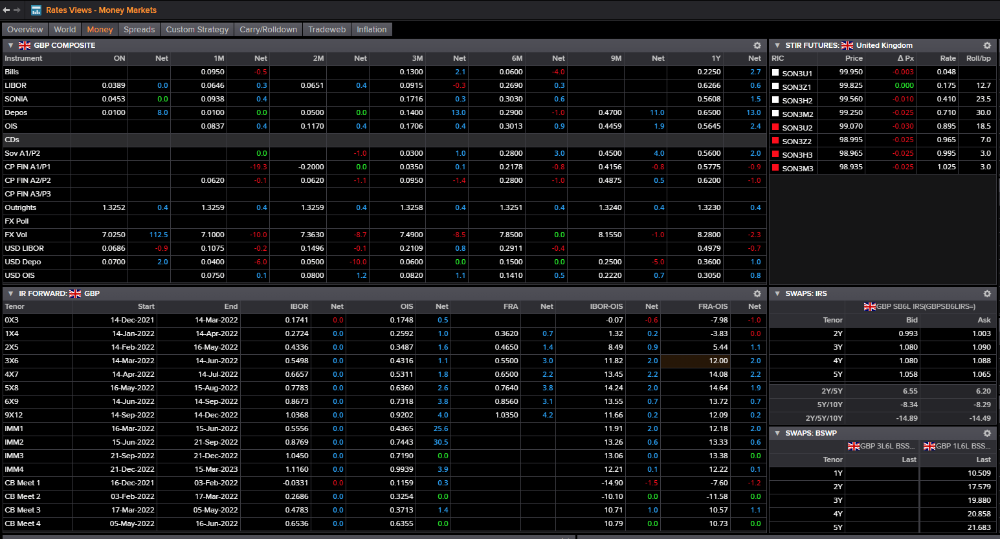 Rates Views - Money Markets
Overview World Money Spreads Custom Strategy Carry/Rolldown Tradeweb Inflation
GBP COMPOSITE
Instrument ON Net 1M Net 2M Net 3M Net 6M Net 9M Net 1Y Net
Bills 0.0950 -0.5 0.1300 2.1 0.0600 -4.0 0.2250 2.7
LIBOR 0.0389 0.0 0.0646 0.3 0.0651 0.4 0.0915 -0.3 0.2690 0.3 0.6266 0.6
SONIA 0.0453 0.0 0.0938 0.4 0.1716 0.3 0.3030 0.6 0.5608 1.5
Depos 0.0100 8.0 0.0100 0.0 0.0500 0.0 0.1400 13.0 0.2900 -1.0 0.4700 11.0 0.6500 13.0
OIS 0.0837 0.4 0.1170 0.4 0.1706 0.4 0.3013 0.9 0.4459 1.9 0.5645 2.4
CDs
Sov A1/P2 0.0 -1.0 0.0300 1.0 0.2800 3.0 0.4500 4.0 0.5600 2.0
CP FIN A1/P1 -19.3 -0.2000 0.0 0.0350 0.1 0.2178 -0.8 0.4156 -0.8 0.5775 -0.9
CP FIN A2/P2 0.0620 -0.1 0.0620 -1.1 0.0950 -1.4 0.2800 -1.0 0.4875 0.5 0.6200 -1.0
CP FIN A3/P3
Outrights 1.3252 0.4 1.3259 0.4 1.3259 0.4 1.3258 0.4 1.3251 0.4 1.3240 0.4 1.3230 0.4
FX Poll
FX Vol 7.0250 112.5 7.1000 -10.0 7.3630 -8.7 7.4900 -8.5 7.8500 0.0 8.1550 -1.0 8.2800 -2.3
USD LIBOR 0.0686 -0.9 0.1075 -0.2 0.1496 -0.1 0.2109 0.8 0.2911 -0.4 0.4979 -0.7
USD Depo 0.0700 2.0 0.0400 -6.0 0.0500 -10.0 0.0600 0.0 0.1500 0.0 0.2500 -5.0 0.3600 1.0
USD OIS 0.0750 0.1 0.0800 1.2 0.0820 1.1 0.1410 0.5 0.2220 0.7 0.3050 0.8
STIR FUTURES: United Kingdom
RIC Price Δ Px Rate Roll/bp
SON3U1 99.950 -0.003 0.048
SON3Z1 99.825 0.000 0.175 12.7
SON3H2 99.560 -0.010 0.410 23.5
SON3M2 99.250 -0.025 0.710 30.0
SON3U2 99.070 -0.030 0.895 18.5
SON3Z2 98.995 -0.025 0.965 7.0
SON3H3 98.965 -0.025 0.995 3.0
SON3M3 98.935 -0.025 1.025 3.0
IR FORWARD: GBP
Tenor Start End IBOR Net OIS Net FRA Net IBOR-OIS Net FRA-OIS Net
0X3 14-Dec-2021 14-Mar-2022 0.1741 0.0 0.1748 0.5 -0.07 -0.6 -7.98 -1.0
1X4 14-Jan-2022 14-Apr-2022 0.2724 0.0 0.2592 1.0 0.3620 0.7 1.32 0.2 -3.83 0.0
2X5 14-Feb-2022 16-May-2022 0.4336 0.0 0.3487 1.6 0.4650 1.4 8.49 0.9 5.44 1.1
3X6 14-Mar-2022 14-Jun-2022 0.5498 0.0 0.4316 1.1 0.5500 3.0 11.82 2.0 12.00 2.0
4X7 14-Apr-2022 14-Jul-2022 0.6657 0.0 0.5311 1.8 0.6500 2.2 13.45 2.2 14.08 2.2
5X8 16-May-2022 15-Aug-2022 0.7783 0.0 0.6360 2.6 0.7640 3.8 14.24 2.0 14.64 1.9
6X9 14-Jun-2022 14-Sep-2022 0.8673 0.0 0.7318 3.8 0.8560 3.1 13.55 0.7 13.72 0.7
9X12 14-Sep-2022 14-Dec-2022 1.0368 0.0 0.9202 4.0 1.0350 4.2 11.66 0.2 12.09 0.2
IMM1 16-Mar-2022 15-Jun-2022 0.5556 0.0 0.4365 25.6 11.91 2.0 12.18 2.0
IMM2 15-Jun-2022 21-Sep-2022 0.8769 0.0 0.7443 30.5 13.26 0.6 13.33 0.6
IMM3 21-Sep-2022 21-Dec-2022 1.0450 0.0 0.7190 0.0 13.06 0.0 13.38 0.0
IMM4 21-Dec-2022 15-Mar-2023 1.1160 0.0 0.9939 3.9 12.21 0.1 12.22 0.1
CB Meet 1 16-Dec-2021 03-Feb-2022 -0.0331 0.0 0.1159 0.3 -14.90 -1.5 -7.60 -1.2
CB Meet 2 03-Feb-2022 17-Mar-2022 0.2686 0.0 0.3254 0.0 -10.10 0.0 -11.58 0.0
CB Meet 3 17-Mar-2022 05-May-2022 0.4783 0.0 0.3713 1.4 10.71 1.0 10.57 1.1
CB Meet 4 05-May-2022 16-Jun-2022 0.6536 0.0 0.6355 0.0 10.79 0.0 10.73 0.0
SWAPS: IRS
GBP SB6L IRS(GBPSB6LIRS=)
Tenor Bid Ask
2Y 0.993 1.003
3Y 1.080 1.090
4Y 1.080 1.088
5Y 1.058 1.065
2Y/5Y 6.55 6.20
5Y/10Y -8.34 -8.29
2Y/5Y/10Y -14.89 -14.49
SWAPS: BSWP
GBP 3L6L BSS... GBP 1L6L BSS...
Tenor Last Last
1Y 10.509
2Y 17.579
3Y 19.880
4Y 20.858
5Y 21.683